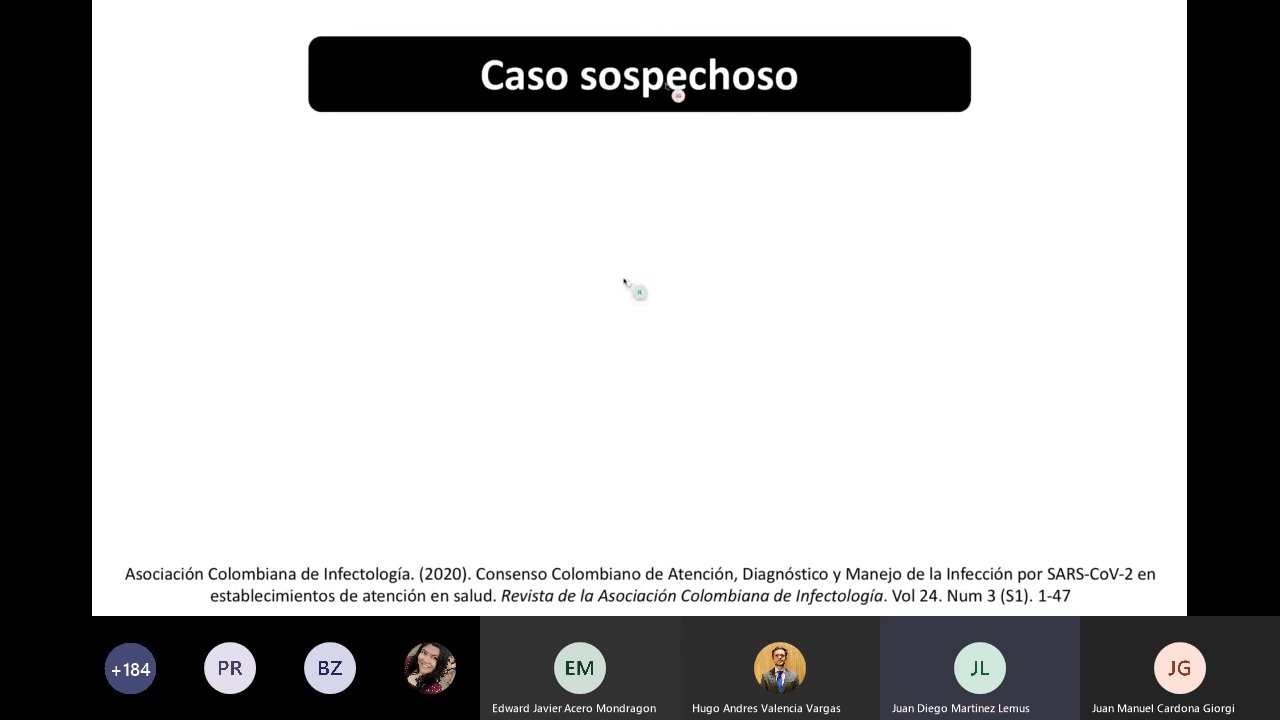 Caso sospechoso
JG
JL
Asociación Colombiana de Infectología. (2020). Consenso Colombiano de Atención, Diagnóstico y Manejo de la Infección por SARS-CoV-2 en
establecimientos de atención en salud. Revista de la Asociación Colombiana de Infectología. Vol 24. Num 3 (S1). 1-47
+184
PR
BZ
EM
JL
JG
Edward Javier Acero Mondragon
Hugo Andres Valencia Vargas
Juan Diego Martinez Lemus
Juan Manuel Cardona Giorgi